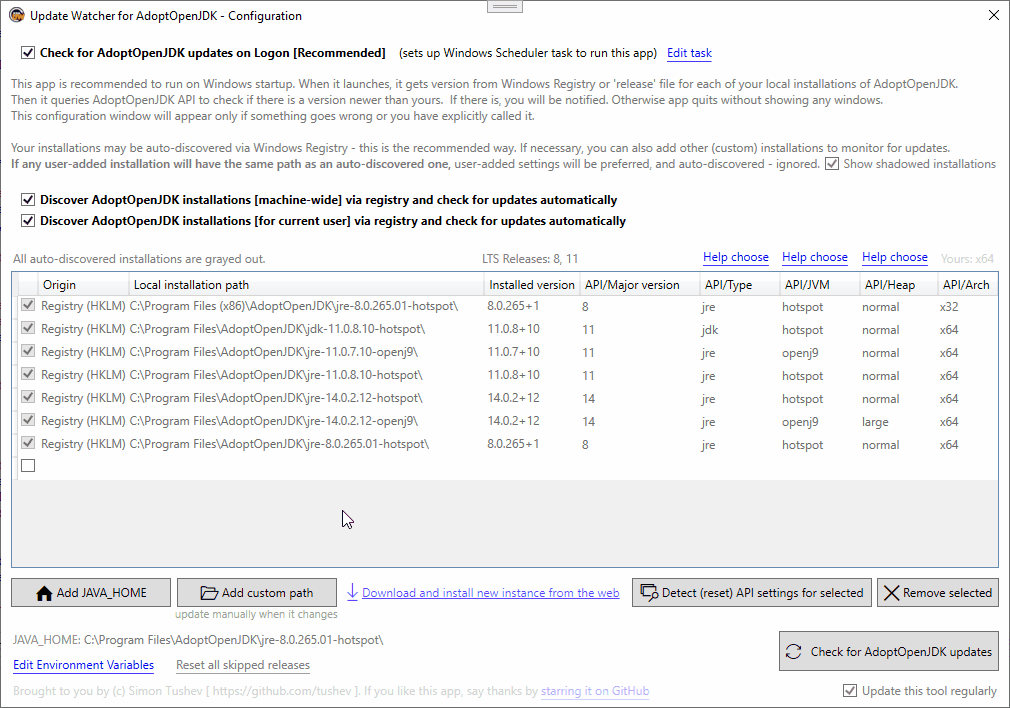 Update Watcher for AdoptOpenJDK - Configuration
Check for AdoptOpenJDK updates on Logon [Recommended] (sets up Windows Scheduler task to run this app) Edit task
This app is recommended to run on Windows startup. When it launches, it gets version from Windows Registry or 'release' file for each of your local installations of AdoptOpenJDK.
Then it queries AdoptOpenJDK API to check if there is a version newer than yours. If there is, you will be notified. Otherwise app quits without showing any windows.
This configuration window will appear only if something goes wrong or you have explicitly called it.
Your installations may be auto-discovered via Windows Registry - this is the recommended way. If necessary, you can also add other (custom) installations to monitor for updates.
If any user-added installation will have the same path as an auto-discovered one, user-added settings will be preferred, and auto-discovered - ignored. Show shadowed installations
Discover AdoptOpenJDK installations [machine-wide] via registry and check for updates automatically
Discover AdoptOpenJDK installations [for current user] via registry and check for updates automatically
All auto-discovered installations are grayed out. LTS Releases: 8, 11 Help choose Help choose Help choose Yours: x64
Origin Local installation path Installed version API/Major version API/Type API/JVM API/Heap API/Arch
Registry (HKLM) C:\Program Files (x86)\AdoptOpenJDK\jre-8.0.265.01-hotspot\ 8.0.265+1 8 jre hotspot normal x32
Registry (HKLM) C:\Program Files\AdoptOpenJDK\jdk-11.0.8.10-hotspot\ 11.0.8+10 11 jdk hotspot normal x64
Registry (HKLM) C:\Program Files\AdoptOpenJDK\jre-11.0.7.10-openj9\ 11.0.7+10 11 jre openj9 normal x64
Registry (HKLM) C:\Program Files\AdoptOpenJDK\jre-11.0.8.10-hotspot\ 11.0.8+10 11 jre hotspot normal x64
Registry (HKLM) C:\Program Files\AdoptOpenJDK\jre-14.0.2.12-hotspot\ 14.0.2+12 14 jre hotspot normal x64
Registry (HKLM) C:\Program Files\AdoptOpenJDK\jre-14.0.2.12-openj9\ 14.0.2+12 14 jre openj9 large x64
Registry (HKLM) C:\Program Files\AdoptOpenJDK\jre-8.0.265.01-hotspot\ 8.0.265+1 8 jre hotspot normal x64
Add JAVA_HOME Add custom path Download and install new instance from the web Detect (reset) API settings for selected Remove selected
update manually when it changes
JAVA_HOME: C:\Program Files\AdoptOpenJDK\jre-8.0.265.01-hotspot\
Check for AdoptOpenJDK updates
Edit Environment Variables Reset all skipped releases
Brought to you by (c) Simon Tushev [ https://github.com/tushev ]. If you like this app, say thanks by starring it on GitHub Update this tool regularly